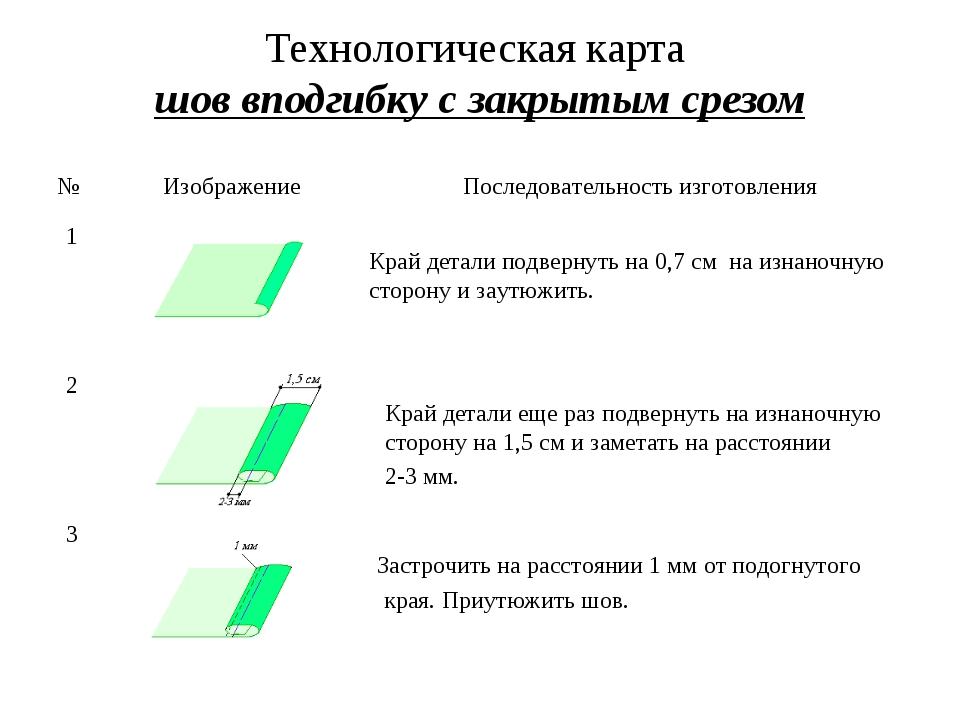 Технологическая карта
шов вподгибку с закрытым срезом
№ Изображение Последовательность изготовления
1
Край детали подвернуть на 0,7 см на изнаночную
сторону и заутюжить.
2
1,5 см
Край детали еще раз подвернуть на изнаночную
сторону на 1,5 см и заметать на расстоянии
2-3 мм.
2-3 мм
3
1 мм
Застрочить на расстоянии 1 мм от подогнутого
края. Приутюжить шов.